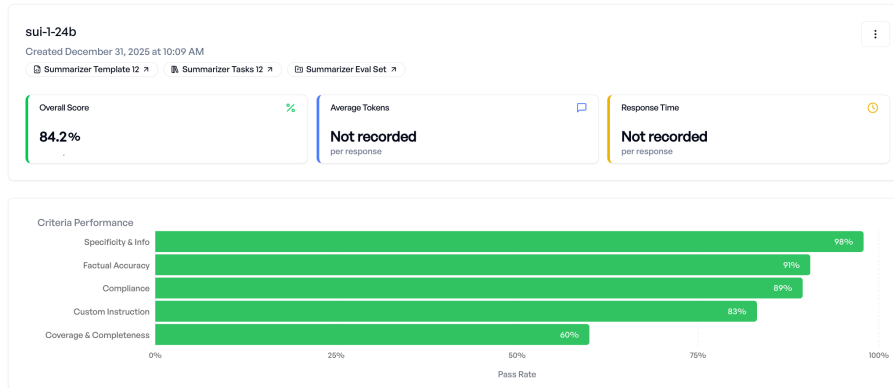 sui-1-24b
Created December 31, 2025 at 10:09 AM
Summarizer Template 12 ↗ Summarizer Tasks 12 ↗ Summarizer Eval Set ↗
Overall Score
84.2%
Average Tokens
Not recorded
per response
Response Time
Not recorded
per response
Criteria Performance
Specificity & Info 98%
Factual Accuracy 91%
Compliance 89%
Custom Instruction 83%
Coverage & Completeness 60%
0% 25% 50% 75% 100%
Pass Rate